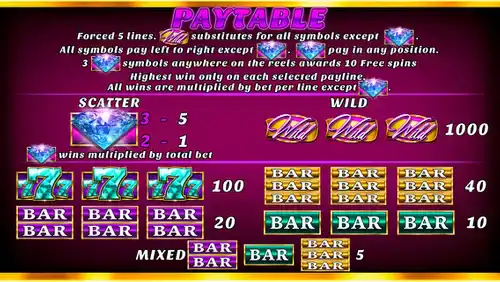 PAYTABLE
Forced 5 lines. Wild substitutes for all symbols except .
All symbols pay left to right except . pay in any position.
3 symbols anywhere on the reels awards 10 Free spins
Highest win only on each selected payline.
All wins are multiplied by bet per line except .
SCATTER
3 - 5
2 - 1
wins multiplied by total bet
WILD
Wild Wild Wild 1000
777 777 777 100
BAR BAR BAR
BAR BAR BAR
BAR BAR BAR
40
BAR BAR BAR
BAR BAR BAR
20
BAR BAR BAR 10
MIXED
BAR
BAR
BAR
BAR
BAR
BAR
5